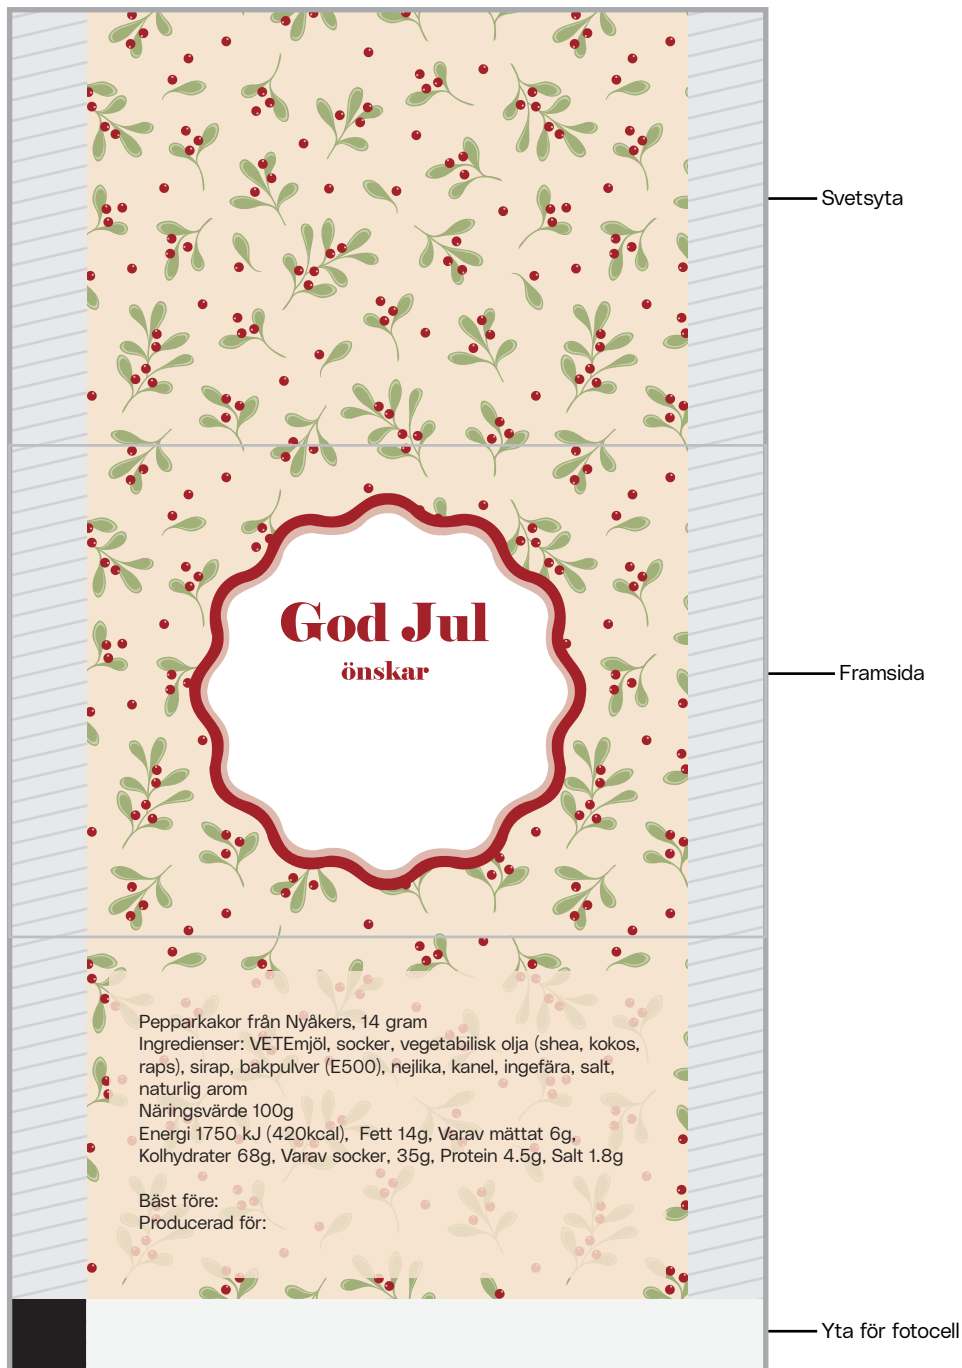 Svetsyta
God Jul
önskar
Framsida
Pepparkakor från Nyåkers, 14 gram
Ingredienser: VETEmjöl, socker, vegetabilisk olja (shea, kokos,
raps), sirap, bakpulver (E500), nejlika, kanel, ingefära, salt,
naturlig arom
Näringsvärde 100g
Energi 1750 kJ (420kcal),  Fett 14g, Varav mättat 6g,
Kolhydrater 68g, Varav socker, 35g, Protein 4.5g, Salt 1.8g
Bäst före:
Producerad för:
Yta för fotocell